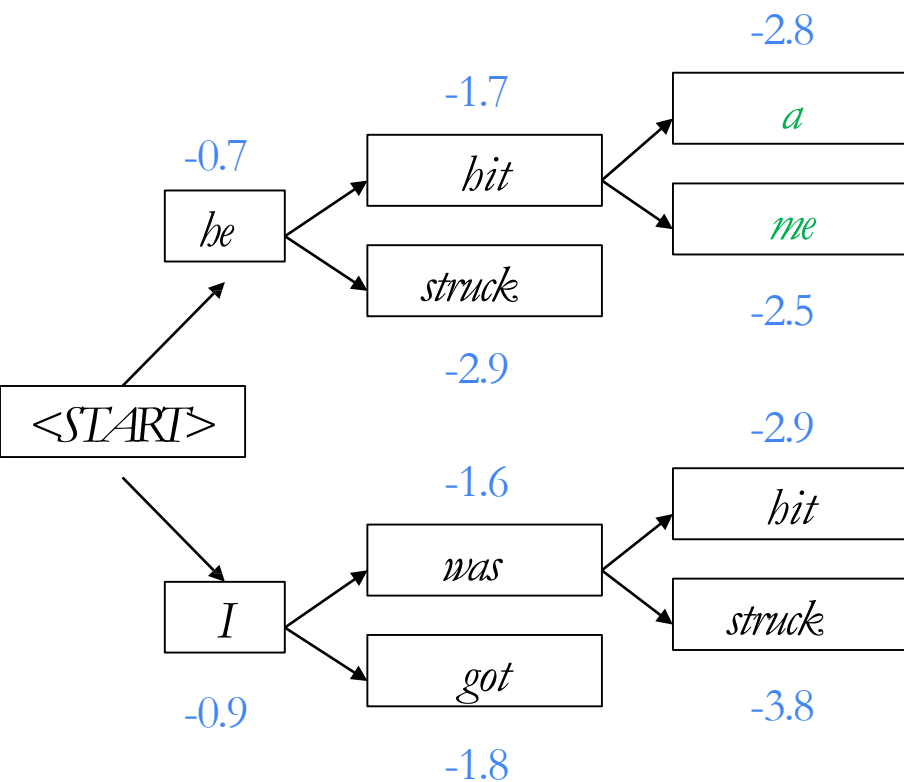 -2.8
-1.7
a
-0.7
hit
me
he
struck
-2.5
-2.9
<START>
-2.9
-1.6
hit
was
I
struck
got
-0.9
-3.8
-1.8